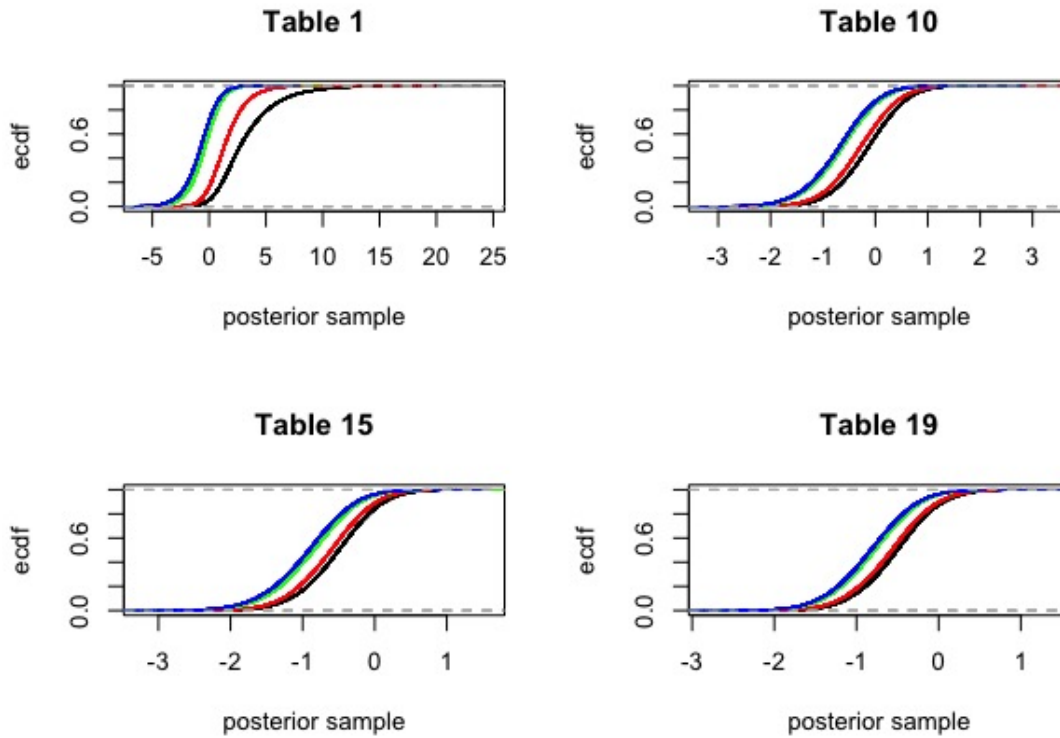 Table 1
ecdf
0.0 0.6
-5 0 5 10 15 20 25
posterior sample
Table 10
ecdf
0.0 0.6
-3 -2 -1 0 1 2 3
posterior sample
Table 15
ecdf
0.0 0.6
-3 -2 -1 0 1
posterior sample
Table 19
ecdf
0.0 0.6
-3 -2 -1 0 1
posterior sample